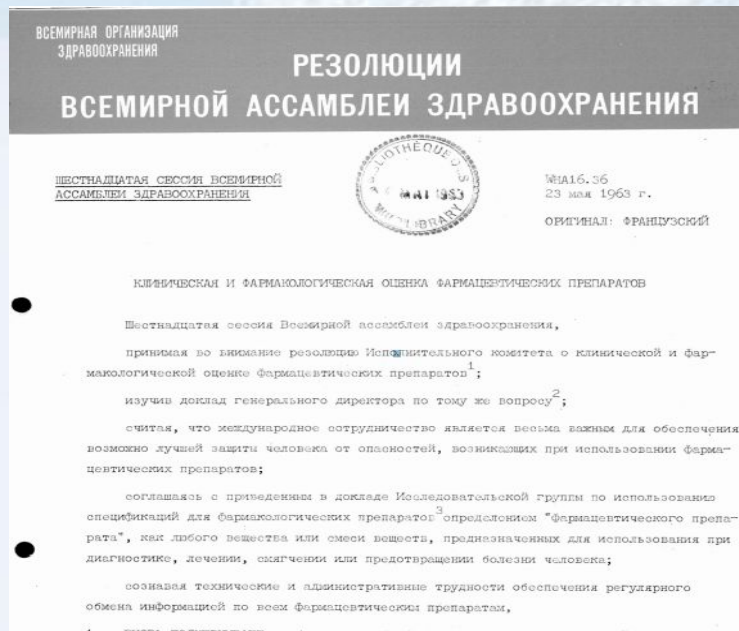 ВСЕМИРНАЯ ОРГАНИЗАЦИЯ
ЗДРАВООХРАНЕНИЯ
РЕЗОЛЮЦИИ
ВСЕМИРНОЙ АССАМБЛЕИ ЗДРАВООХРАНЕНИЯ
ШЕСТНАДЦАТАЯ СЕССИЯ ВСЕМИРНОЙ
АССАМБЛЕИ ЗДРАВООХРАНЕНИЯ
BIBLIOTHÈQUE
MAI 1963
LIBRARY
WHA16.36
23 мая 1963 г.
ОРИГИНАЛ: ФРАНЦУЗСКИЙ
КЛИНИЧЕСКАЯ И ФАРМАКОЛОГИЧЕСКАЯ ОЦЕНКА ФАРМАЦЕВТИЧЕСКИХ ПРЕПАРАТОВ
Шестнадцатая сессия Всемирной ассамблеи здравоохранения,
принимая во внимание резолюцию Исполнительного комитета о клинической и фар-
макологической оценке фармацевтических препаратов1;
изучив доклад генерального директора по тому же вопросу2;
считая, что международное сотрудничество является весьма важным для обеспечения
возможно лучшей защиты человека от опасностей, возникающих при использовании фарма-
цевтических препаратов;
соглашаясь с приведенным в докладе Исследовательской группы по использованию
спецификаций для фармакологических препаратов3 определением "фармацевтического препа-
рата", как любого вещества или смеси веществ, предназначенных для использования при
диагностике, лечении, смягчении или предотвращении болезни человека;
сознавая технические и административные трудности обеспечения регулярного
обмена информацией по всем фармацевтическим препаратам,